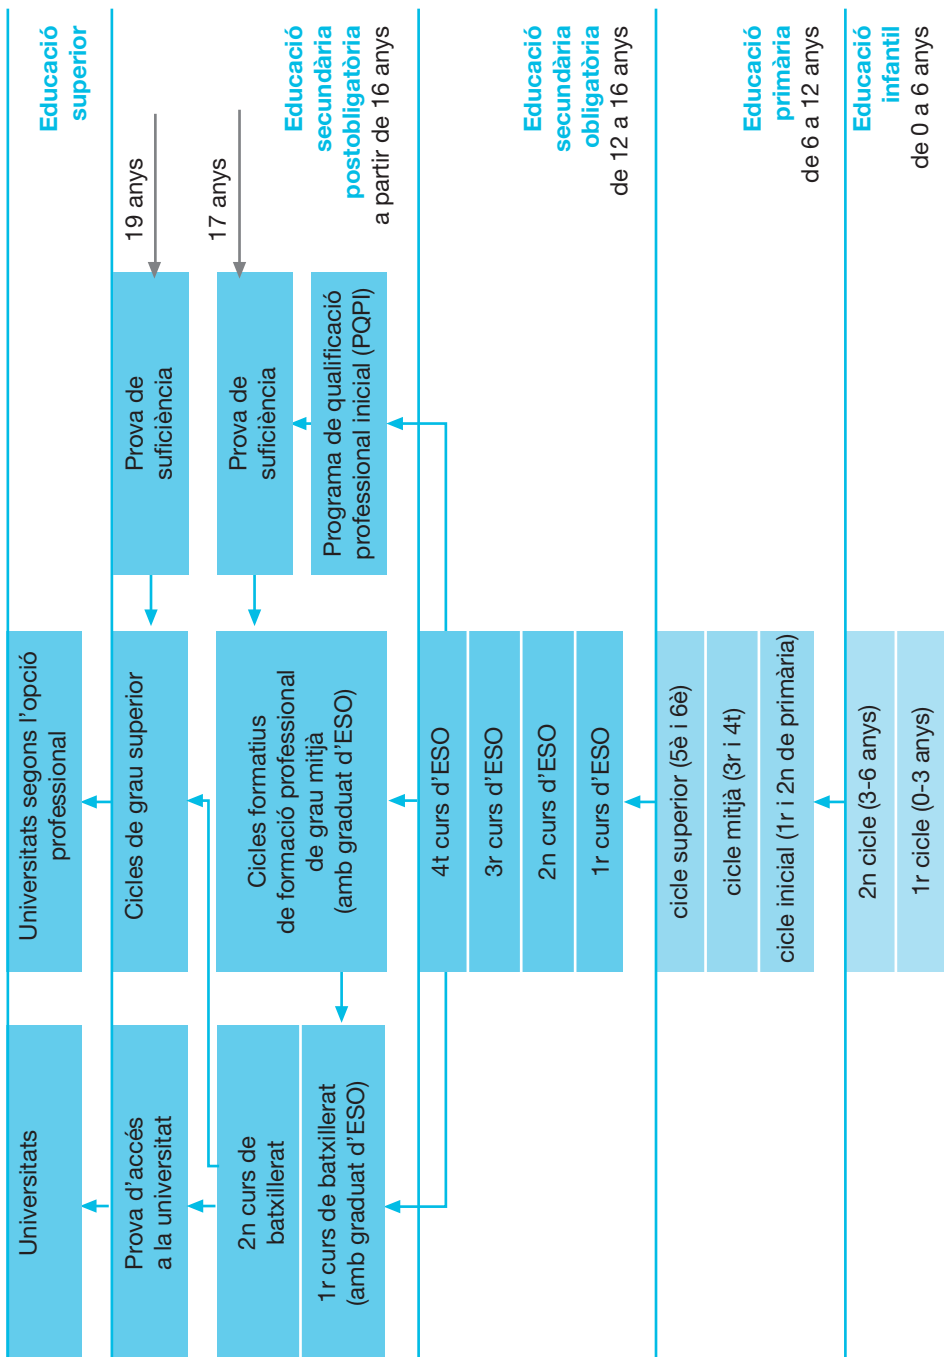 Universitats
Universitats segons l’opció
professional
Educació
superior
Prova d’accés
a la universitat
Cicles de grau superior
Prova de
suficiència
19 anys
2n curs de
batxillerat
1r curs de batxillerat
(amb graduat d’ESO)
Cicles formatius
de formació professional
de grau mitjà
(amb graduat d’ESO)
Prova de
suficiència
17 anys
Programa de qualificació
professional inicial (PQPI)
Educació
secundària
postobligatòria
a partir de 16 anys
4t curs d’ESO
3r curs d’ESO
2n curs d’ESO
1r curs d’ESO
Educació
secundària
obligatòria
de 12 a 16 anys
cicle superior (5è i 6è)
cicle mitjà (3r i 4t)
cicle inicial (1r i 2n de primària)
Educació
primària
de 6 a 12 anys
2n cicle (3-6 anys)
1r cicle (0-3 anys)
Educació
infantil
de 0 a 6 anys